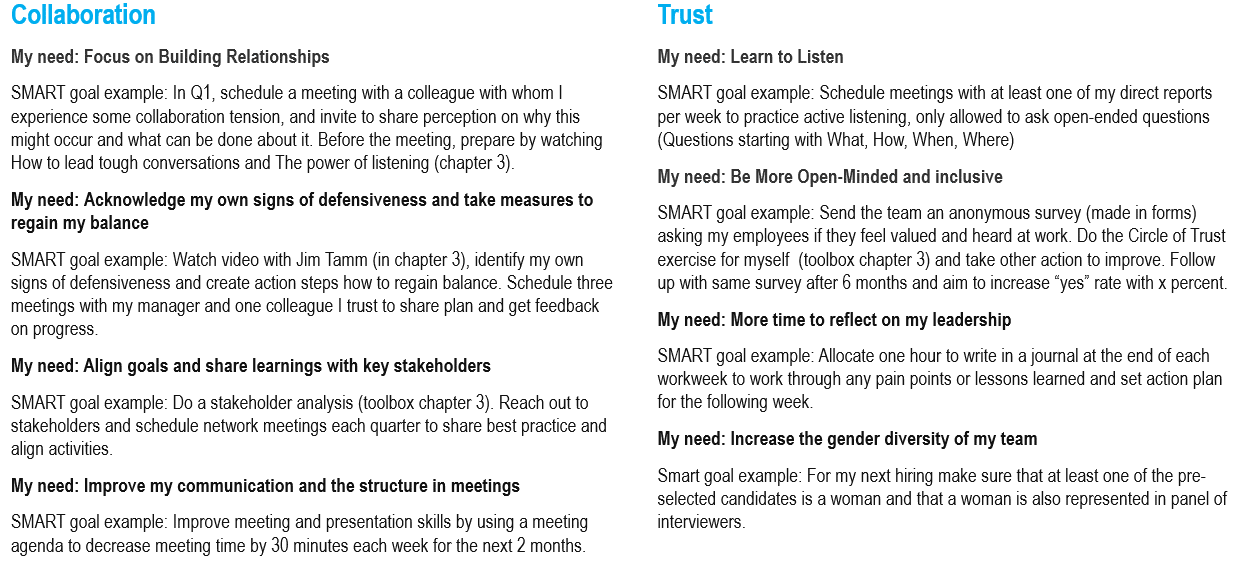 Collaboration
My need: Focus on Building Relationships
SMART goal example: In Q1, schedule a meeting with a colleague with whom I
experience some collaboration tension, and invite to share perception on why this
might occur and what can be done about it. Before the meeting, prepare by watching
How to lead tough conversations and The power of listening (chapter 3).
My need: Acknowledge my own signs of defensiveness and take measures to
regain my balance
SMART goal example: Watch video with Jim Tamm (in chapter 3), identify my own
signs of defensiveness and create action steps how to regain balance. Schedule three
meetings with my manager and one colleague I trust to share plan and get feedback
on progress.
My need: Align goals and share learnings with key stakeholders
SMART goal example: Do a stakeholder analysis (toolbox chapter 3). Reach out to
stakeholders and schedule network meetings each quarter to share best practice and
align activities.
My need: Improve my communication and the structure in meetings
SMART goal example: Improve meeting and presentation skills by using a meeting
agenda to decrease meeting time by 30 minutes each week for the next 2 months.
Trust
My need: Learn to Listen
SMART goal example: Schedule meetings with at least one of my direct reports
per week to practice active listening, only allowed to ask open-ended questions
(Questions starting with What, How, When, Where)
My need: Be More Open-Minded and inclusive
SMART goal example: Send the team an anonymous survey (made in forms)
asking my employees if they feel valued and heard at work. Do the Circle of Trust
exercise for myself (toolbox chapter 3) and take other action to improve. Follow
up with same survey after 6 months and aim to increase “yes” rate with x percent.
My need: More time to reflect on my leadership
SMART goal example: Allocate one hour to write in a journal at the end of each
workweek to work through any pain points or lessons learned and set action plan
for the following week.
My need: Increase the gender diversity of my team
Smart goal example: For my next hiring make sure that at least one of the pre-
selected candidates is a woman and that a woman is also represented in panel of
interviewers.